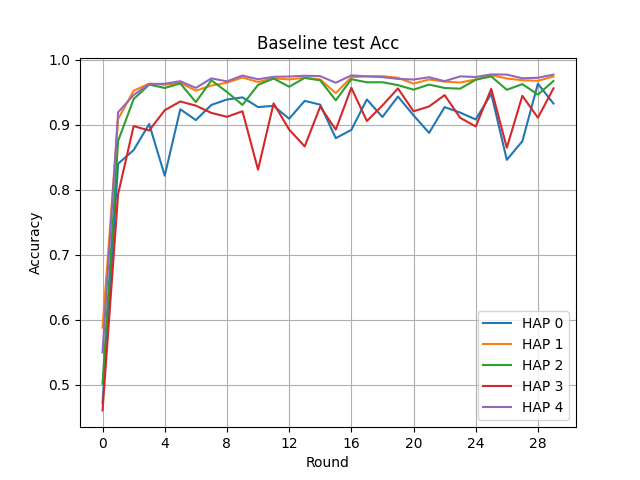 Baseline test Acc
1.0
0.9
0.8
0.7
0.6
0.5
Accuracy
0 4 8 12 16 20 24 28
Round
HAP 0
HAP 1
HAP 2
HAP 3
HAP 4